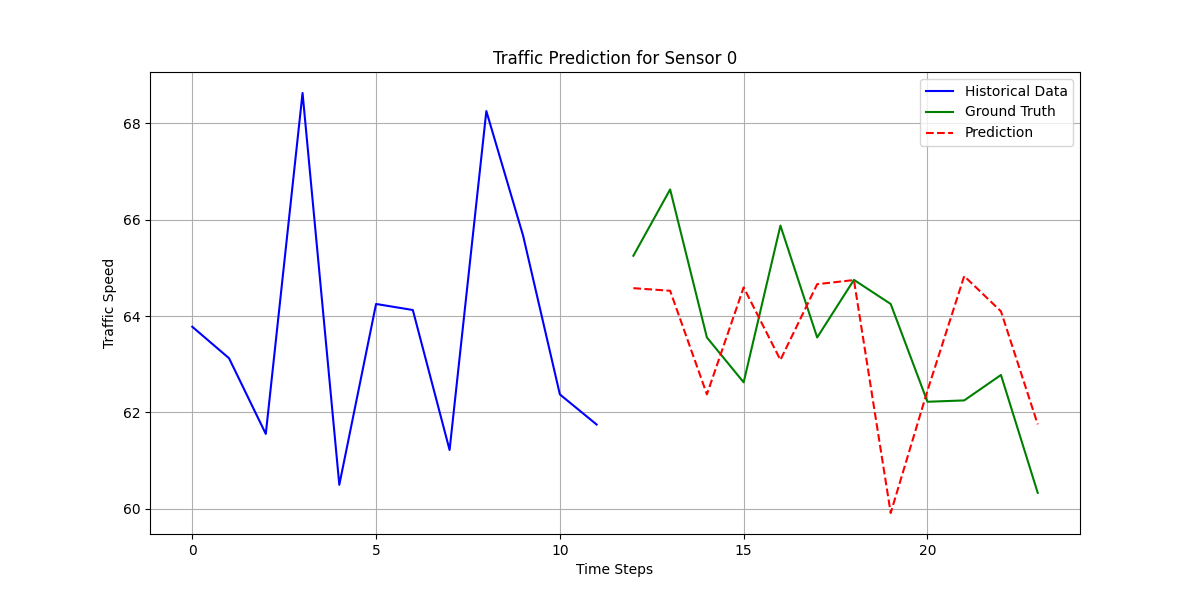 Traffic Prediction for Sensor 0
Historical Data
Ground Truth
Prediction
Traffic Speed
68
66
64
62
60
0 5 10 15 20
Time Steps